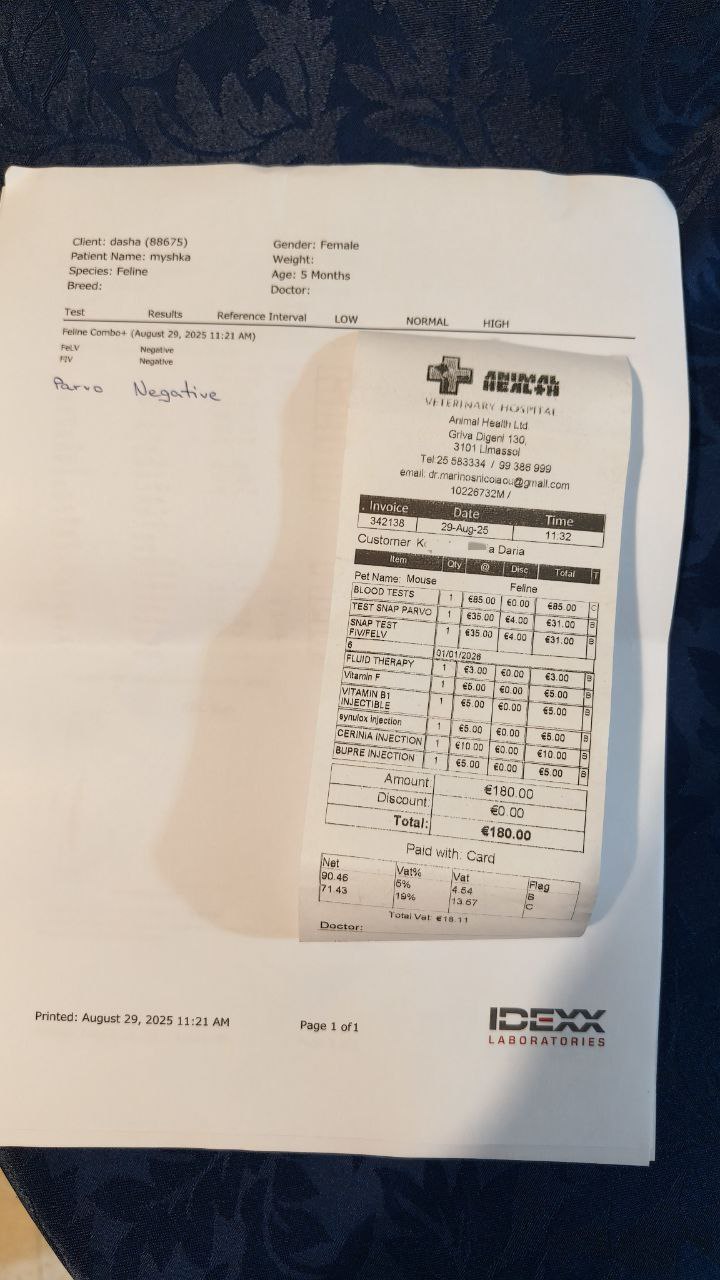 Client: dasha (88675)
Patient Name: myshka
Species: Feline
Breed:
Gender: Female
Weight:
Age: 5 Months
Doctor:
Test Results Reference Interval LOW NORMAL HIGH
Feline Combo+ (August 29, 2025 11:21 AM)
FeLV Negative
FIV Negative
Parvo Negative
ANIMAL
HEALTH
VETERINARY HOSPITAL
Animal Health Ltd
Griva Digeni 130,
3101 Limassol
Tel 25 583334 / 99 386 999
email: dr.marinosnicolaou@gmail.com
10226732M /
Invoice Date Time
342138 29-Aug-25 11:32
Customer Daria
Item Qty @ Disc. Total T
Pet Name: Mouse Feline
BLOOD TESTS 1 €85.00 €0.00 €85.00 C
TEST SNAP PARVO 1 €35.00 €4.00 €31.00 B
SNAP TEST 1 €35.00 €4.00 €31.00 B
FIV/FELV
6 01/01/2026
FLUID THERAPY 1 €3.00 €0.00 €3.00 B
Vitamin F 1 €5.00 €0.00 €5.00 B
VITAMIN B1 1 €5.00 €0.00 €5.00 B
INJECTIBLE
synulox injection 1 €5.00 €0.00 €5.00 B
CERINIA INJECTION 1 €10.00 €0.00 €10.00 B
BUPRE INJECTION 1 €5.00 €0.00 €5.00 B
Amount: €180.00
Discount: €0.00
Total: €180.00
Paid with: Card
Net Vat% Vat Flag
90.46 5% 4.54 B
71.43 19% 13.57 C
Total Vat €18.11
Doctor:
Printed: August 29, 2025 11:21 AM
Page 1 of1
IDEXX
LABORATORIES